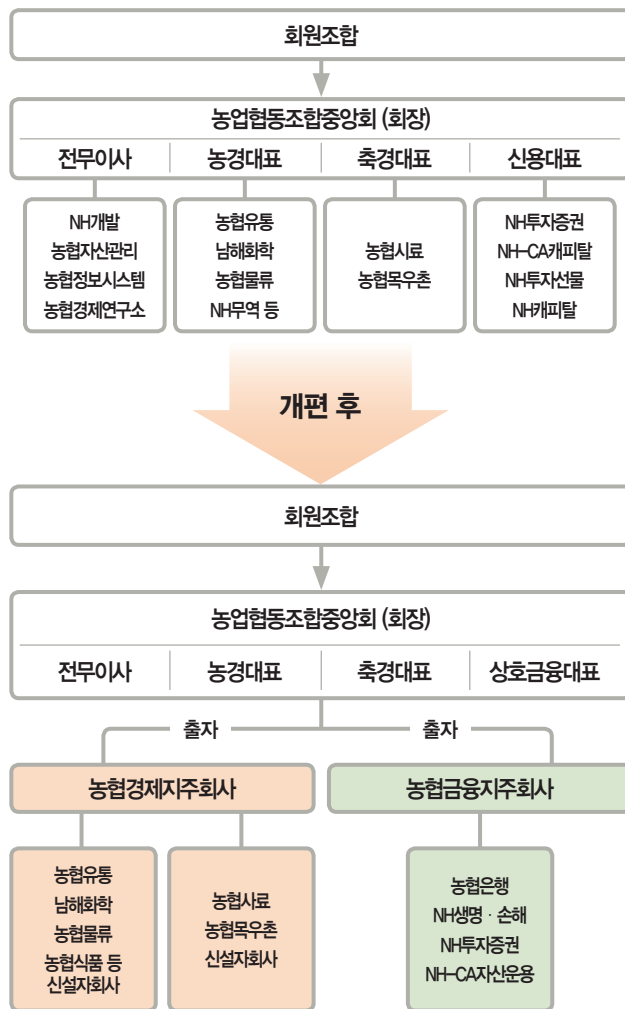 회원조합
농업협동조합중앙회 (회장)
전무이사 농경대표 축경대표 신용대표
NH개발
농협자산관리
농협정보시스템
농협경제연구소
농협유통
남해화학
농협물류
NH무역 등
농협시료
농협목우촌
NH투자증권
NH-CA캐피탈
NH투자선물
NH캐피탈
개편 후
회원조합
농업협동조합중앙회 (회장)
전무이사 농경대표 축경대표 상호금융대표
출자 출자
농협경제지주회사 농협금융지주회사
농협유통
남해화학
농협물류
농협식품 등
신설자회사
농협사료
농협목우촌
신설자회사
농협은행
NH생명 · 손해
NH투자증권
NH-CA자산운용